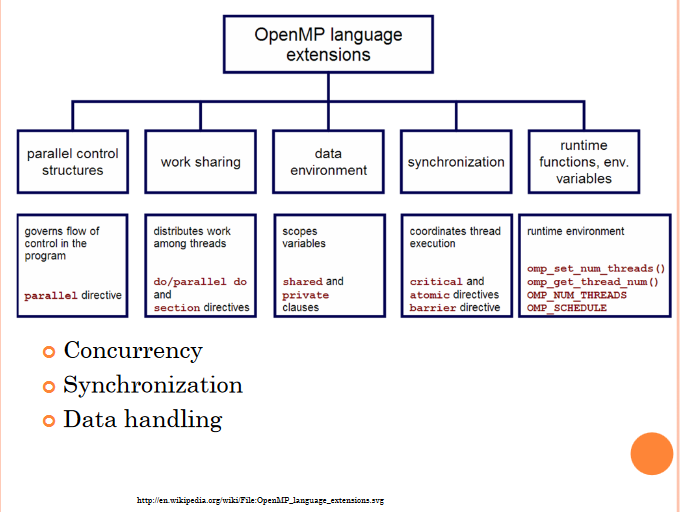 OpenMP language
extensions
parallel control
structures
work sharing
data
environment
synchronization
runtime
functions, env.
variables
governs flow of
control in the
program
parallel directive
distributes work
among threads
do/parallel do
and
section directives
scopes
variables
shared and
private
clauses
coordinates thread
execution
critical and
atomic directives
barrier directive
runtime environment
omp_set_num_threads()
omp_get_thread_num()
OMP_NUM_THREADS
OMP_SCHEDULE
Concurrency
Synchronization
Data handling
http://en.wikipedia.org/wiki/File:OpenMP_language_extensions.svg